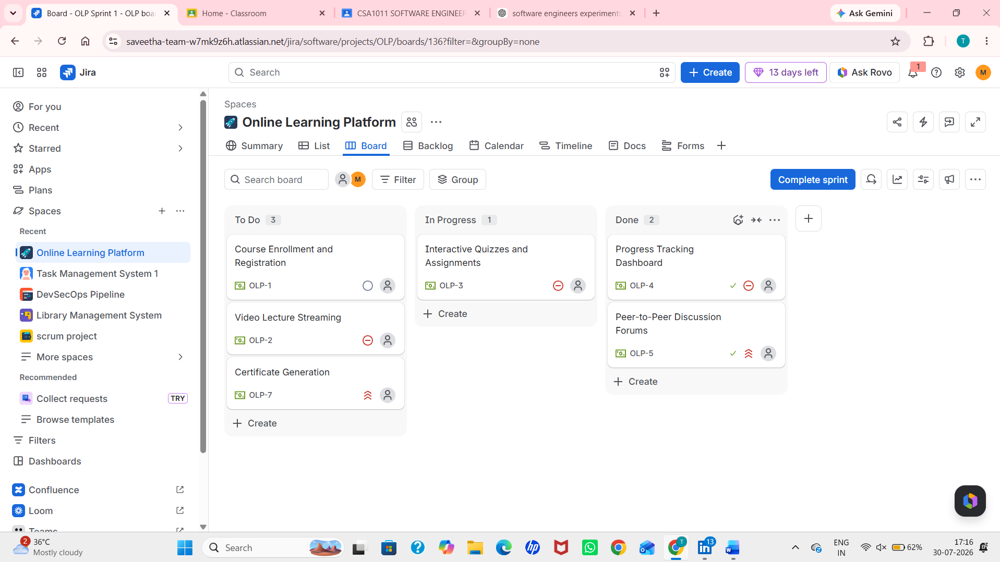 Board - OLP Sprint 1 - OLP boa
Home - Classroom
CSA1011 SOFTWARE ENGINEER
software engineers experiments
Ask Gemini
saveetha-team-w7mk9z6h.atlassian.net/jira/software/projects/OLP/boards/136?filter=&groupBy=none
T
Jira
Search
Create
13 days left
Ask Rovo
1
M
For you
Recent
Starred
Apps
Plans
Spaces
Recent
Online Learning Platform
Task Management System 1
DevSecOps Pipeline
Library Management System
scrum project
More spaces
Recommended
Collect requests
TRY
Browse templates
Filters
Dashboards
Confluence
Loom
Teams
Spaces
Online Learning Platform
Summary
List
Board
Backlog
Calendar
Timeline
Docs
Forms
Search board
M
Filter
Group
Complete sprint
To Do 3
Course Enrollment and
Registration
OLP-1
Video Lecture Streaming
OLP-2
Certificate Generation
OLP-7
Create
In Progress 1
Interactive Quizzes and
Assignments
OLP-3
Create
Done 2
Progress Tracking
Dashboard
OLP-4
Peer-to-Peer Discussion
Forums
OLP-5
Create
2
36°C
Mostly cloudy
Search
hp
T
13
ENG
IN
62%
17:16
30-07-2026